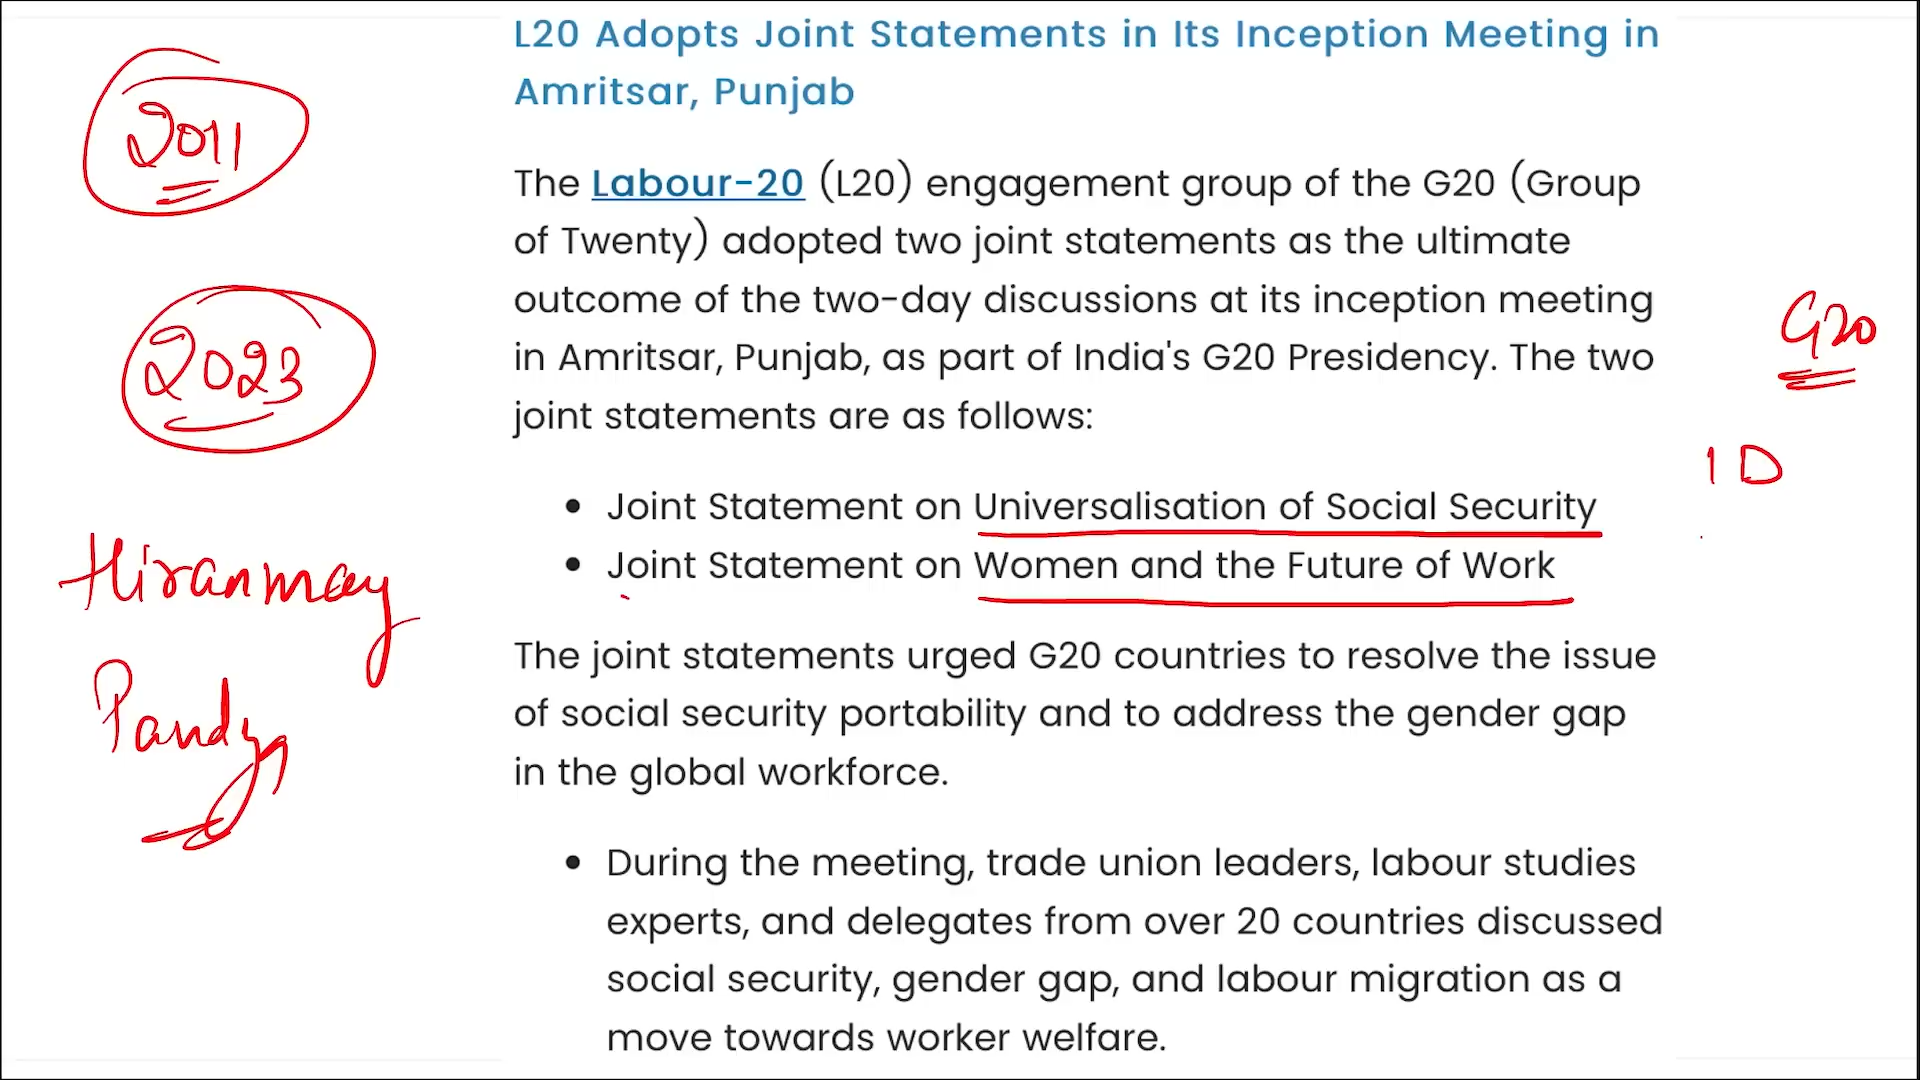 L20 Adopts Joint Statements in Its Inception Meeting in
Amritsar, Punjab
2011
The Labour-20 (L20) engagement group of the G20 (Group
of Twenty) adopted two joint statements as the ultimate
outcome of the two-day discussions at its inception meeting
in Amritsar, Punjab, as part of India's G20 Presidency. The two
joint statements are as follows:
2023
G20
1D
• Joint Statement on Universalisation of Social Security
• Joint Statement on Women and the Future of Work
Hiranmay
Pandya
The joint statements urged G20 countries to resolve the issue
of social security portability and to address the gender gap
in the global workforce.
• During the meeting, trade union leaders, labour studies
experts, and delegates from over 20 countries discussed
social security, gender gap, and labour migration as a
move towards worker welfare.